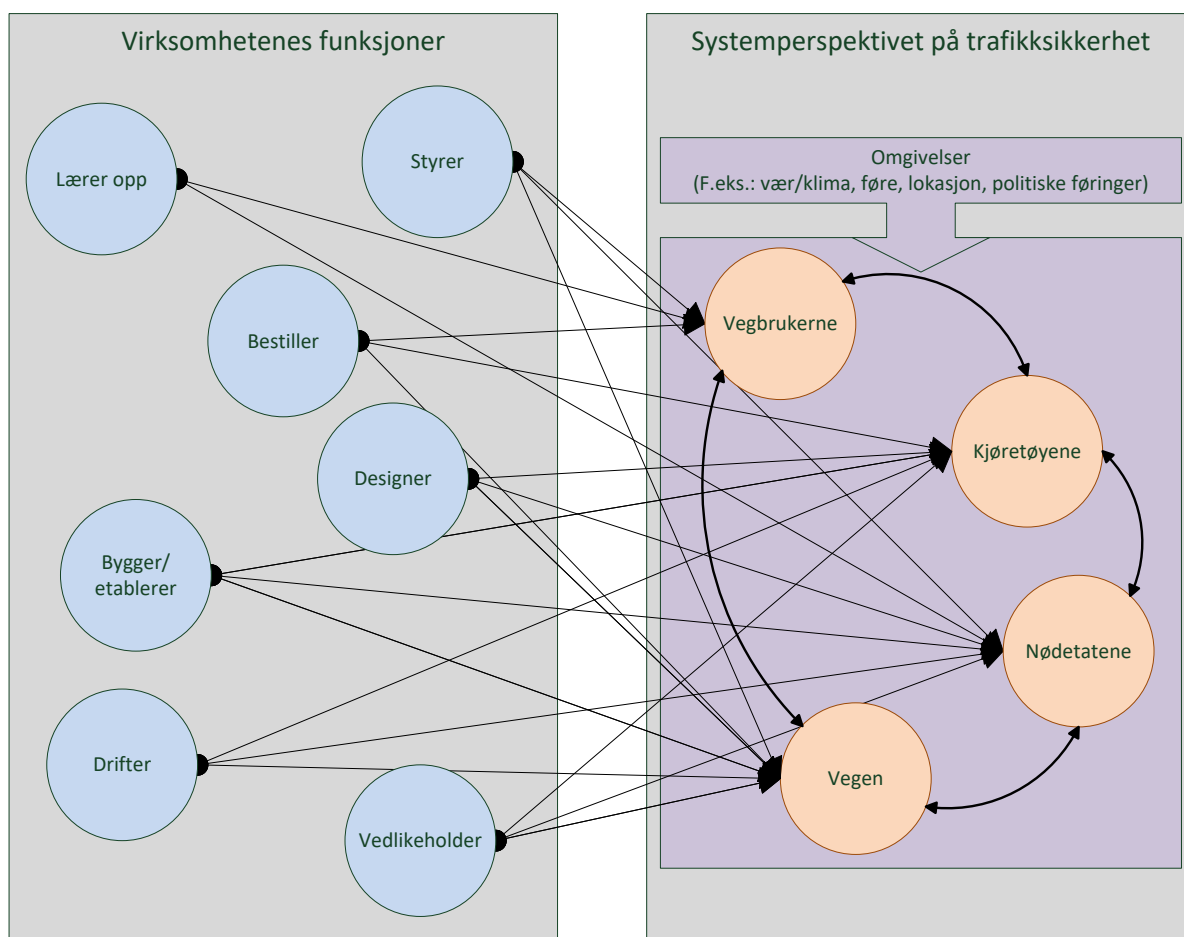 Virksomhetenes funksjoner
Lærer opp
Styrer
Bestiller
Designer
Bygger/
etablerer
Drifter
Vedlikeholder
Systemperspektivet på trafikksikkerhet
Omgivelser
(F.eks.: vær/klima, føre, lokasjon, politiske føringer)
Vegbrukerne
Kjøretøyene
Nødetatene
Vegen